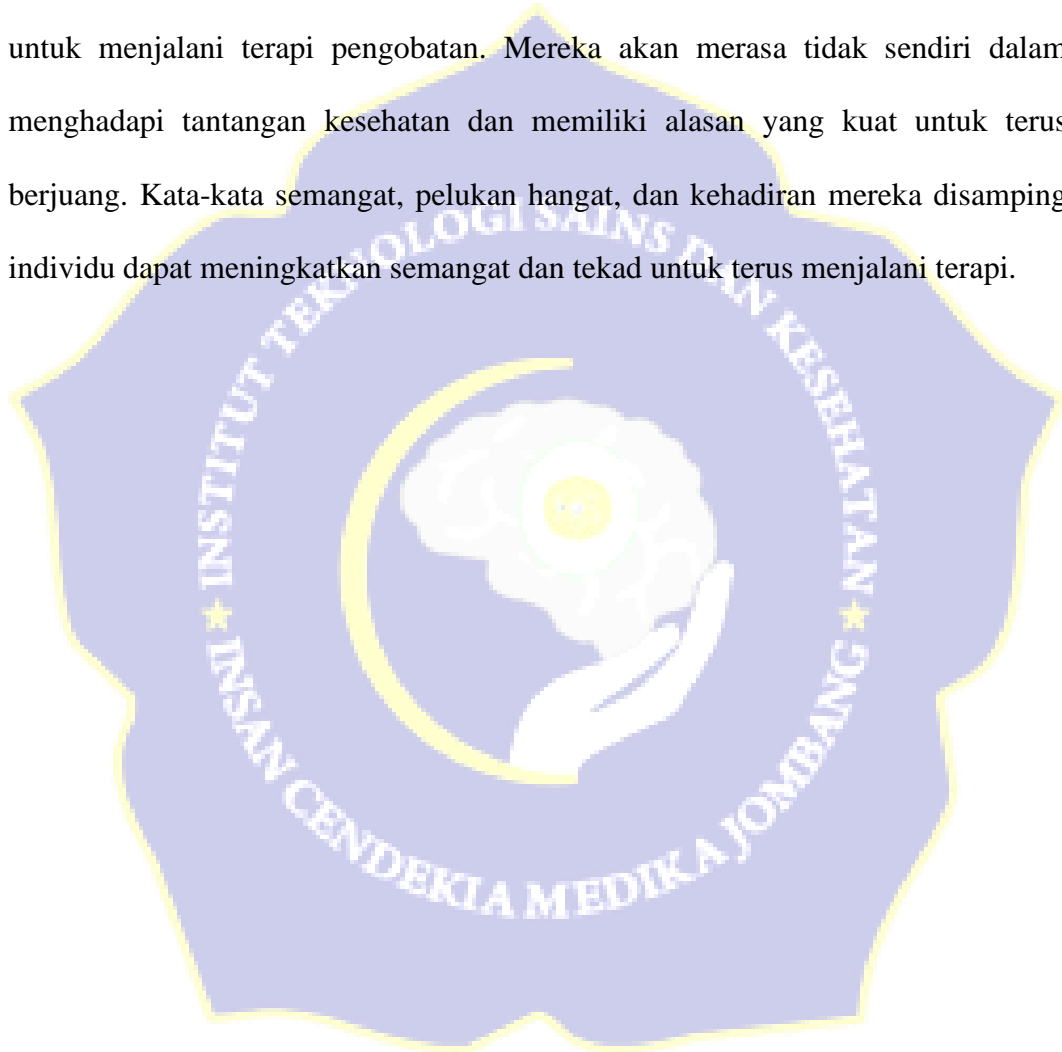 untuk menjalani terapi pengobatan. Mereka akan merasa tidak sendiri dalam
menghadapi tantangan kesehatan dan memiliki alasan yang kuat untuk terus
berjuang. Kata-kata semangat, pelukan hangat, dan kehadiran mereka disamping
individu dapat meningkatkan semangat dan tekad untuk terus menjalani terapi.
INSTITUT TEKNOLOGI SAINS DAN KESEHATAN
INSAN CENDEKIA MEDIKA JOMBANG